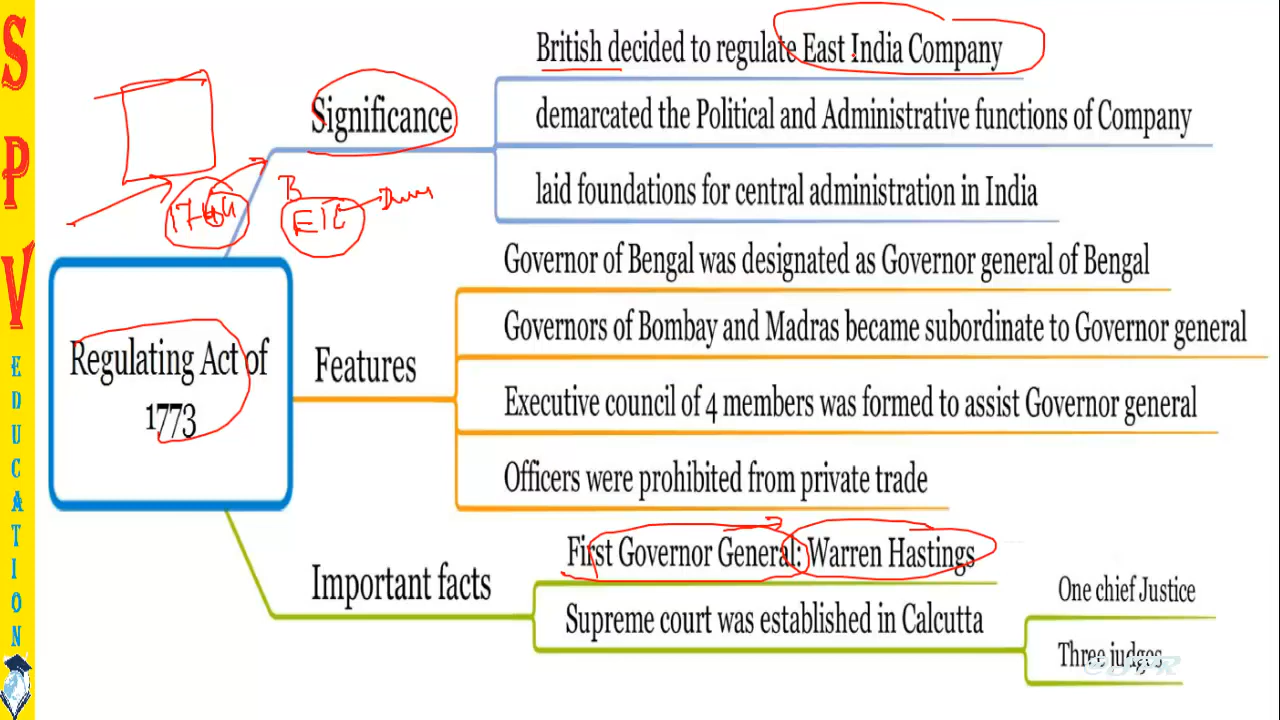 SPV
EDUCATION
British decided to regulate East India Company
Significance
demarcated the Political and Administrative functions of Company
laid foundations for central administration in India
B
EIC
Governor of Bengal was designated as Governor general of Bengal
Governors of Bombay and Madras became subordinate to Governor general
Regulating Act of
1773
Features
Executive council of 4 members was formed to assist Governor general
Officers were prohibited from private trade
First Governor General: Warren Hastings
Important facts
Supreme court was established in Calcutta
One chief Justice
Three judges